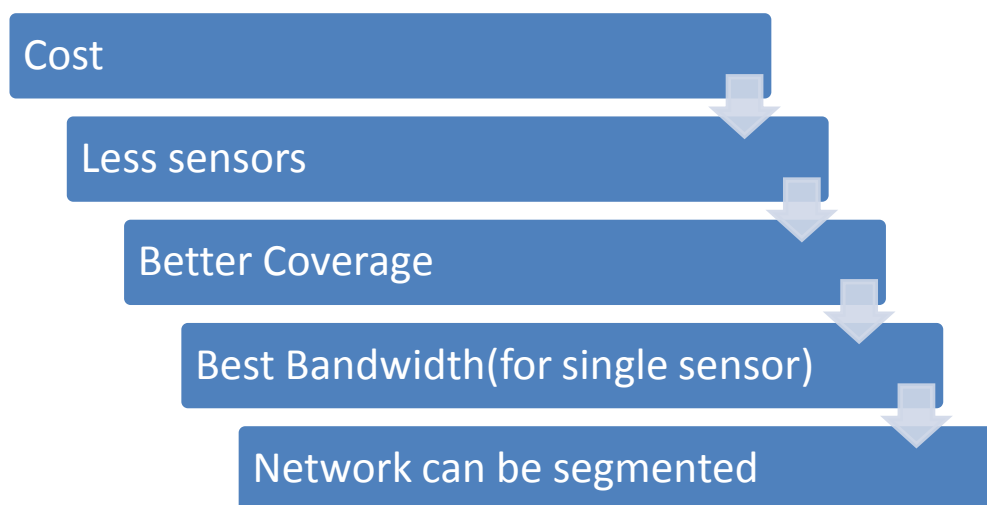 Cost
Less sensors
Better Coverage
Best Bandwidth(for single sensor)
Network can be segmented